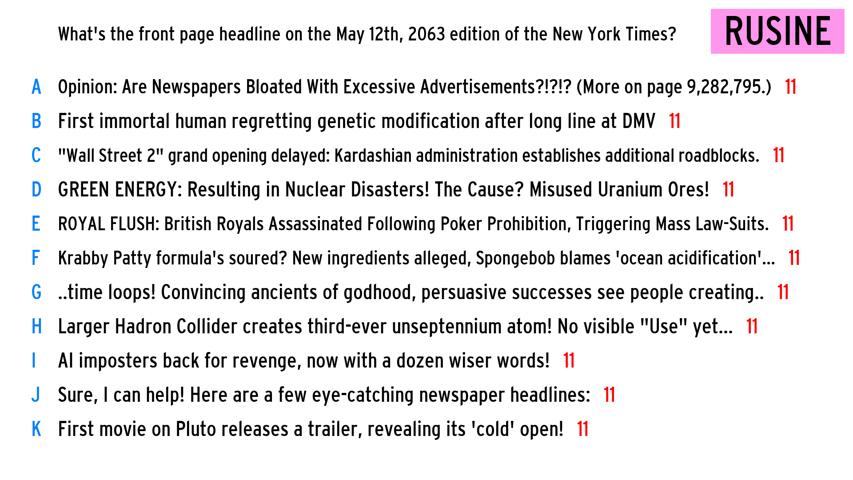 What's the front page headline on the May 12th, 2063 edition of the New York Times?
RUSINE
A Opinion: Are Newspapers Bloated With Excessive Advertisements?!?!? (More on page 9,282,795.) 11
B First immortal human regretting genetic modification after long line at DMV 11
C "Wall Street 2" grand opening delayed: Kardashian administration establishes additional roadblocks. 11
D GREEN ENERGY: Resulting in Nuclear Disasters! The Cause? Misused Uranium Ores! 11
E ROYAL FLUSH: British Royals Assassinated Following Poker Prohibition, Triggering Mass Law-Suits. 11
F Krabby Patty formula's soured? New ingredients alleged, Spongebob blames 'ocean acidification'... 11
G ..time loops! Convincing ancients of godhood, persuasive successes see people creating.. 11
H Larger Hadron Collider creates third-ever unseptennium atom! No visible "Use" yet... 11
I AI imposters back for revenge, now with a dozen wiser words! 11
J Sure, I can help! Here are a few eye-catching newspaper headlines: 11
K First movie on Pluto releases a trailer, revealing its 'cold' open! 11